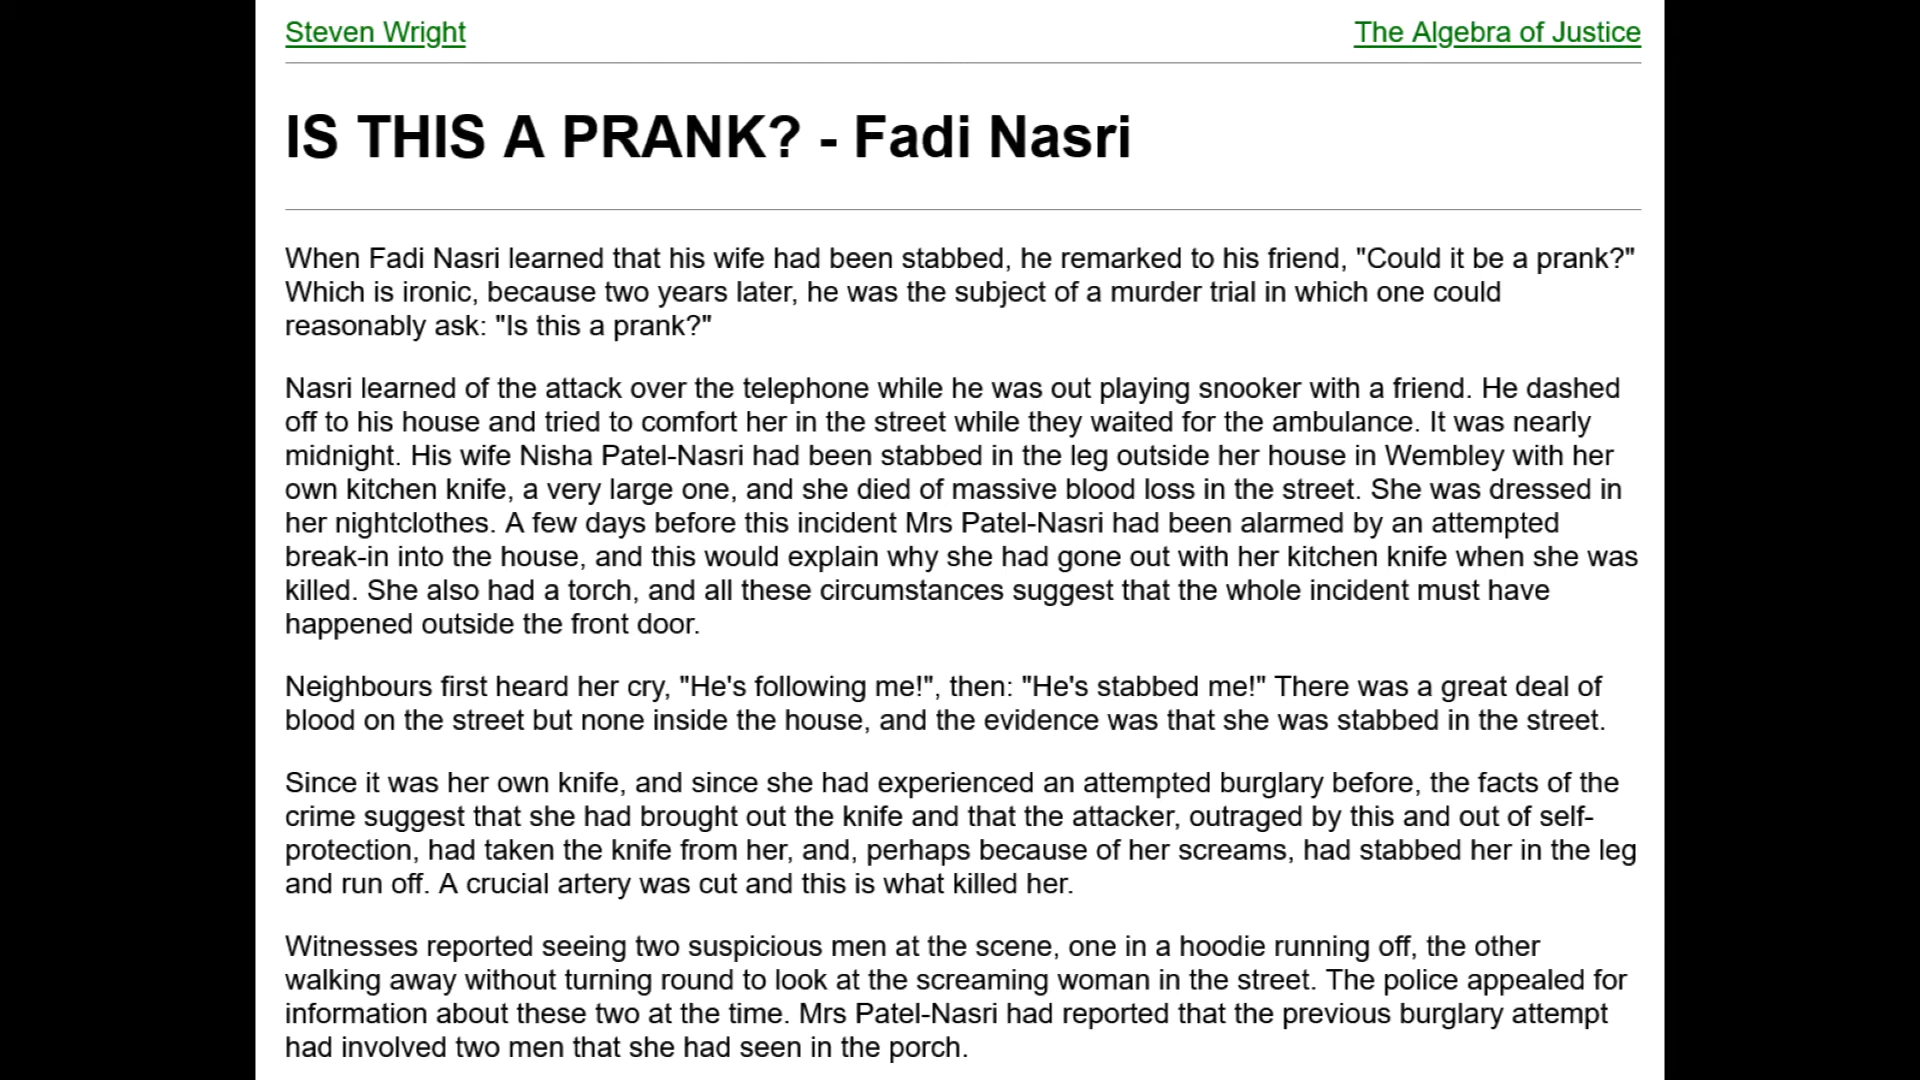 Steven Wright
The Algebra of Justice
IS THIS A PRANK? - Fadi Nasri
When Fadi Nasri learned that his wife had been stabbed, he remarked to his friend, "Could it be a prank?"
Which is ironic, because two years later, he was the subject of a murder trial in which one could
reasonably ask: "Is this a prank?"
Nasri learned of the attack over the telephone while he was out playing snooker with a friend. He dashed
off to his house and tried to comfort her in the street while they waited for the ambulance. It was nearly
midnight. His wife Nisha Patel-Nasri had been stabbed in the leg outside her house in Wembley with her
own kitchen knife, a very large one, and she died of massive blood loss in the street. She was dressed in
her nightclothes. A few days before this incident Mrs Patel-Nasri had been alarmed by an attempted
break-in into the house, and this would explain why she had gone out with her kitchen knife when she was
killed. She also had a torch, and all these circumstances suggest that the whole incident must have
happened outside the front door.
Neighbours first heard her cry, "He's following me!", then: "He's stabbed me!" There was a great deal of
blood on the street but none inside the house, and the evidence was that she was stabbed in the street.
Since it was her own knife, and since she had experienced an attempted burglary before, the facts of the
crime suggest that she had brought out the knife and that the attacker, outraged by this and out of self-
protection, had taken the knife from her, and, perhaps because of her screams, had stabbed her in the leg
and run off. A crucial artery was cut and this is what killed her.
Witnesses reported seeing two suspicious men at the scene, one in a hoodie running off, the other
walking away without turning round to look at the screaming woman in the street. The police appealed for
information about these two at the time. Mrs Patel-Nasri had reported that the previous burglary attempt
had involved two men that she had seen in the porch.